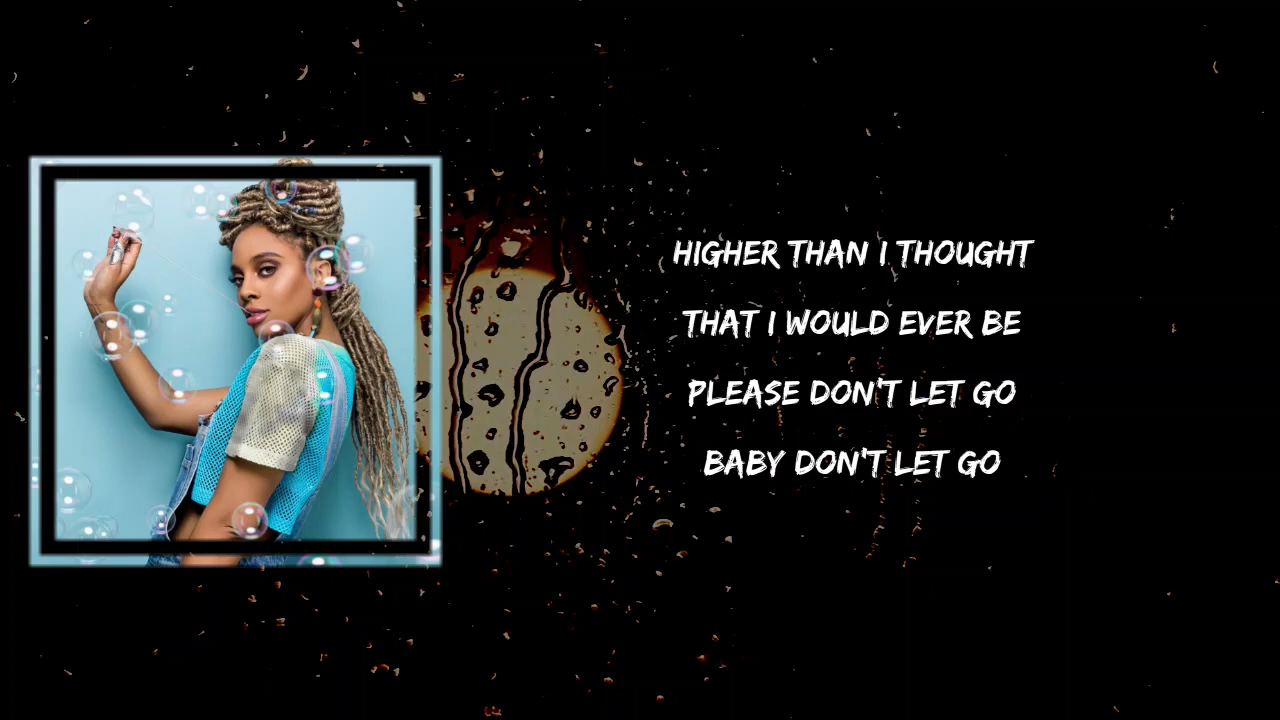 HIGHER THAN I THOUGHT
THAT I WOULD EVER BE
PLEASE DON'T LET GO
BABY DON'T LET GO